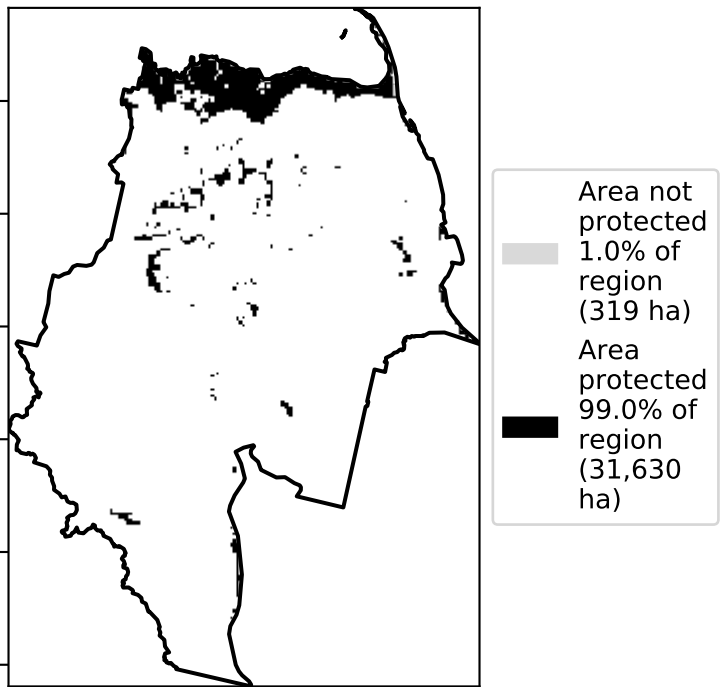 Area not
protected
1.0% of
region
(319 ha)
Area
protected
99.0% of
region
(31,630
ha)